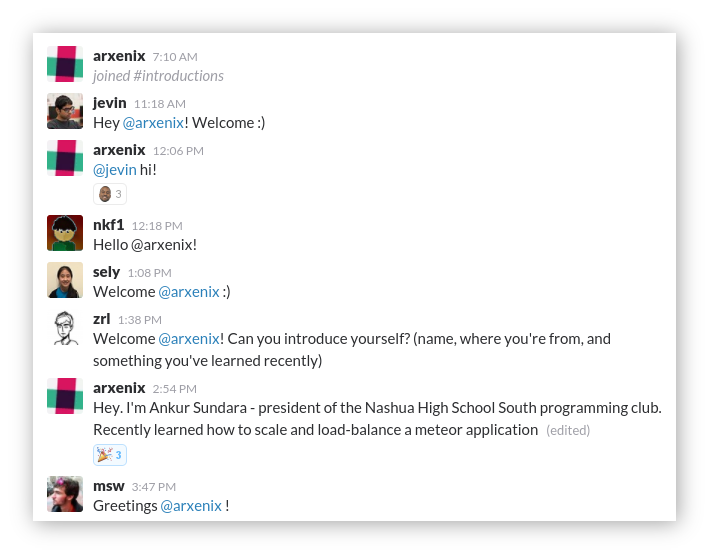 arxenix 7:10 AM
joined #introductions
jevin 11:18 AM
Hey @arxenix! Welcome :)
arxenix 12:06 PM
@jevin hi!
3
nkf1 12:18 PM
Hello @arxenix!
sely 1:08 PM
Welcome @arxenix :)
zrl 1:38 PM
Welcome @arxenix! Can you introduce yourself? (name, where you're from, and
something you've learned recently)
arxenix 2:54 PM
Hey. I'm Ankur Sundara - president of the Nashua High School South programming club.
Recently learned how to scale and load-balance a meteor application (edited)
3
msw 3:47 PM
Greetings @arxenix !